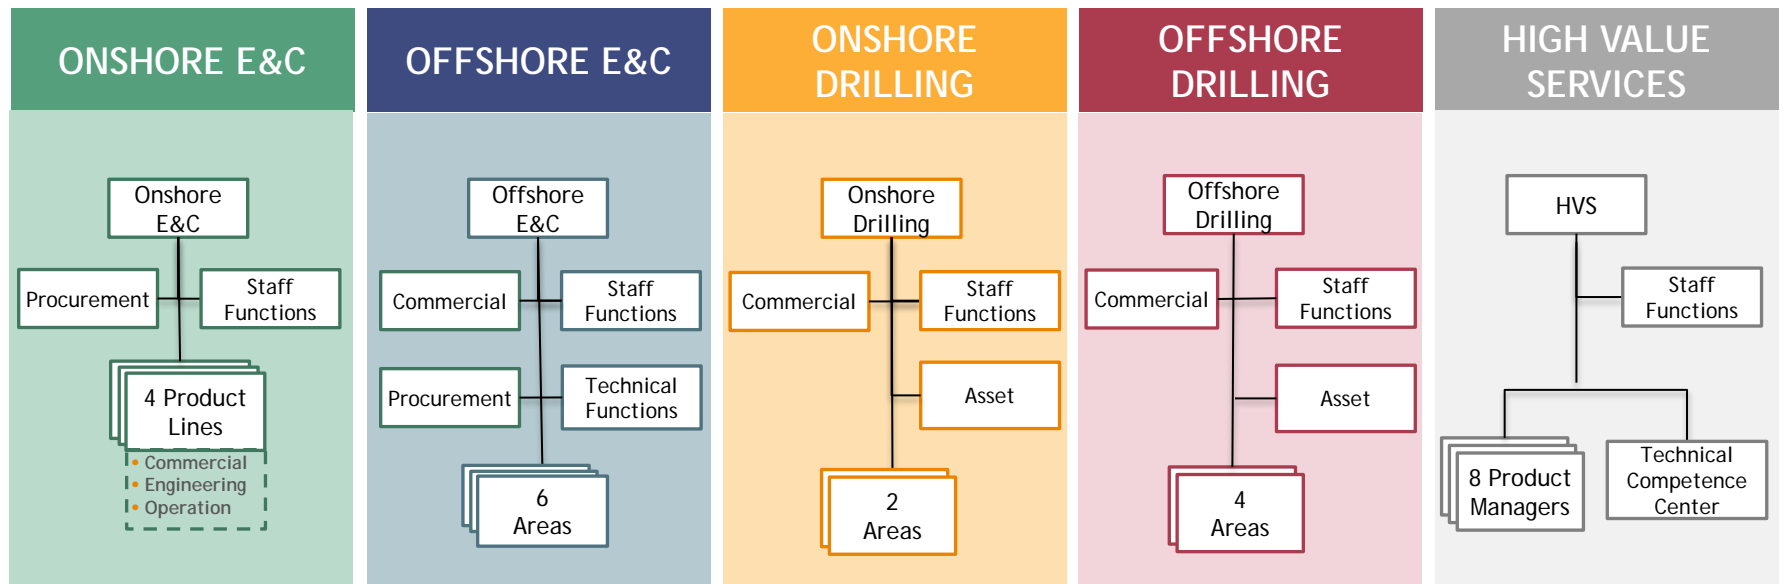 ONSHORE E&C
Onshore
E&C
Procurement
Staff
Functions
4 Product
Lines
• Commercial
• Engineering
• Operation
OFFSHORE E&C
Offshore
E&C
Commercial
Staff
Functions
Procurement
Technical
Functions
6
Areas
ONSHORE
DRILLING
Onshore
Drilling
Commercial
Staff
Functions
Asset
2
Areas
OFFSHORE
DRILLING
Offshore
Drilling
Commercial
Staff
Functions
Asset
4
Areas
HIGH VALUE
SERVICES
HVS
Staff
Functions
8 Product
Managers
Technical
Competence
Center